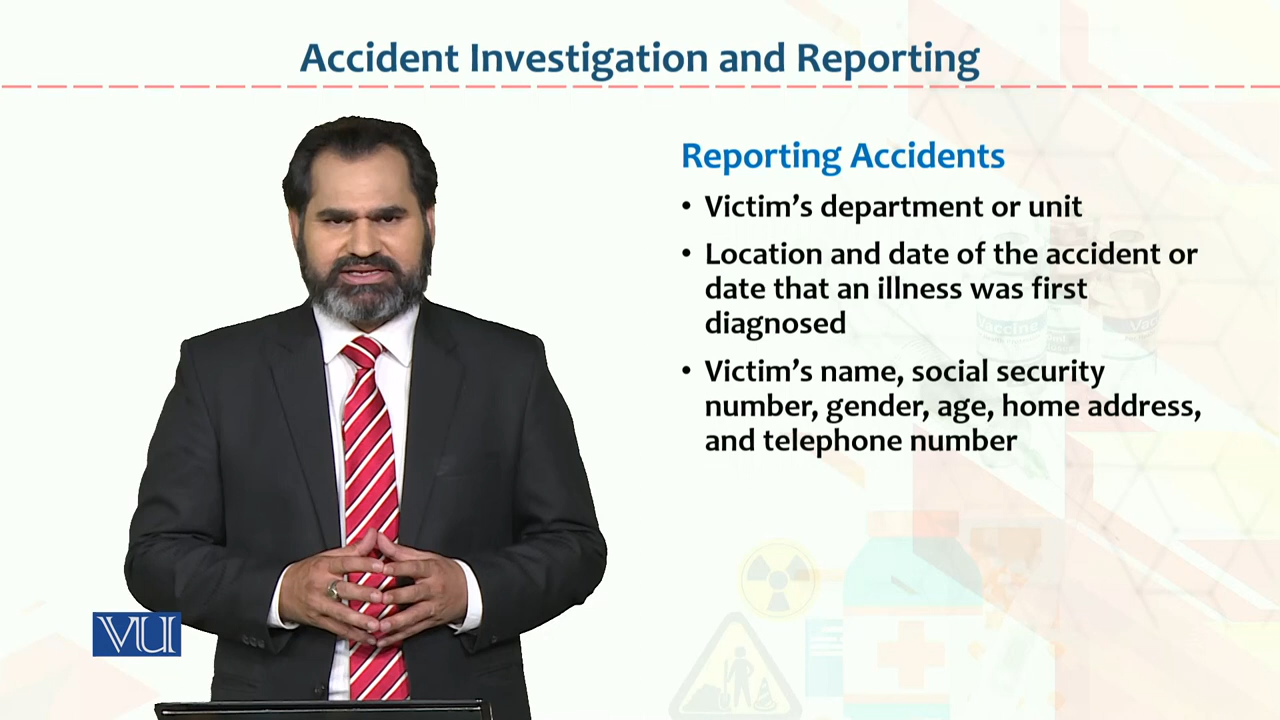 Accident Investigation and Reporting
Reporting Accidents
• Victim’s department or unit
• Location and date of the accident or
date that an illness was first
diagnosed
• Victim’s name, social security
number, gender, age, home address,
and telephone number
VU
Vaccine